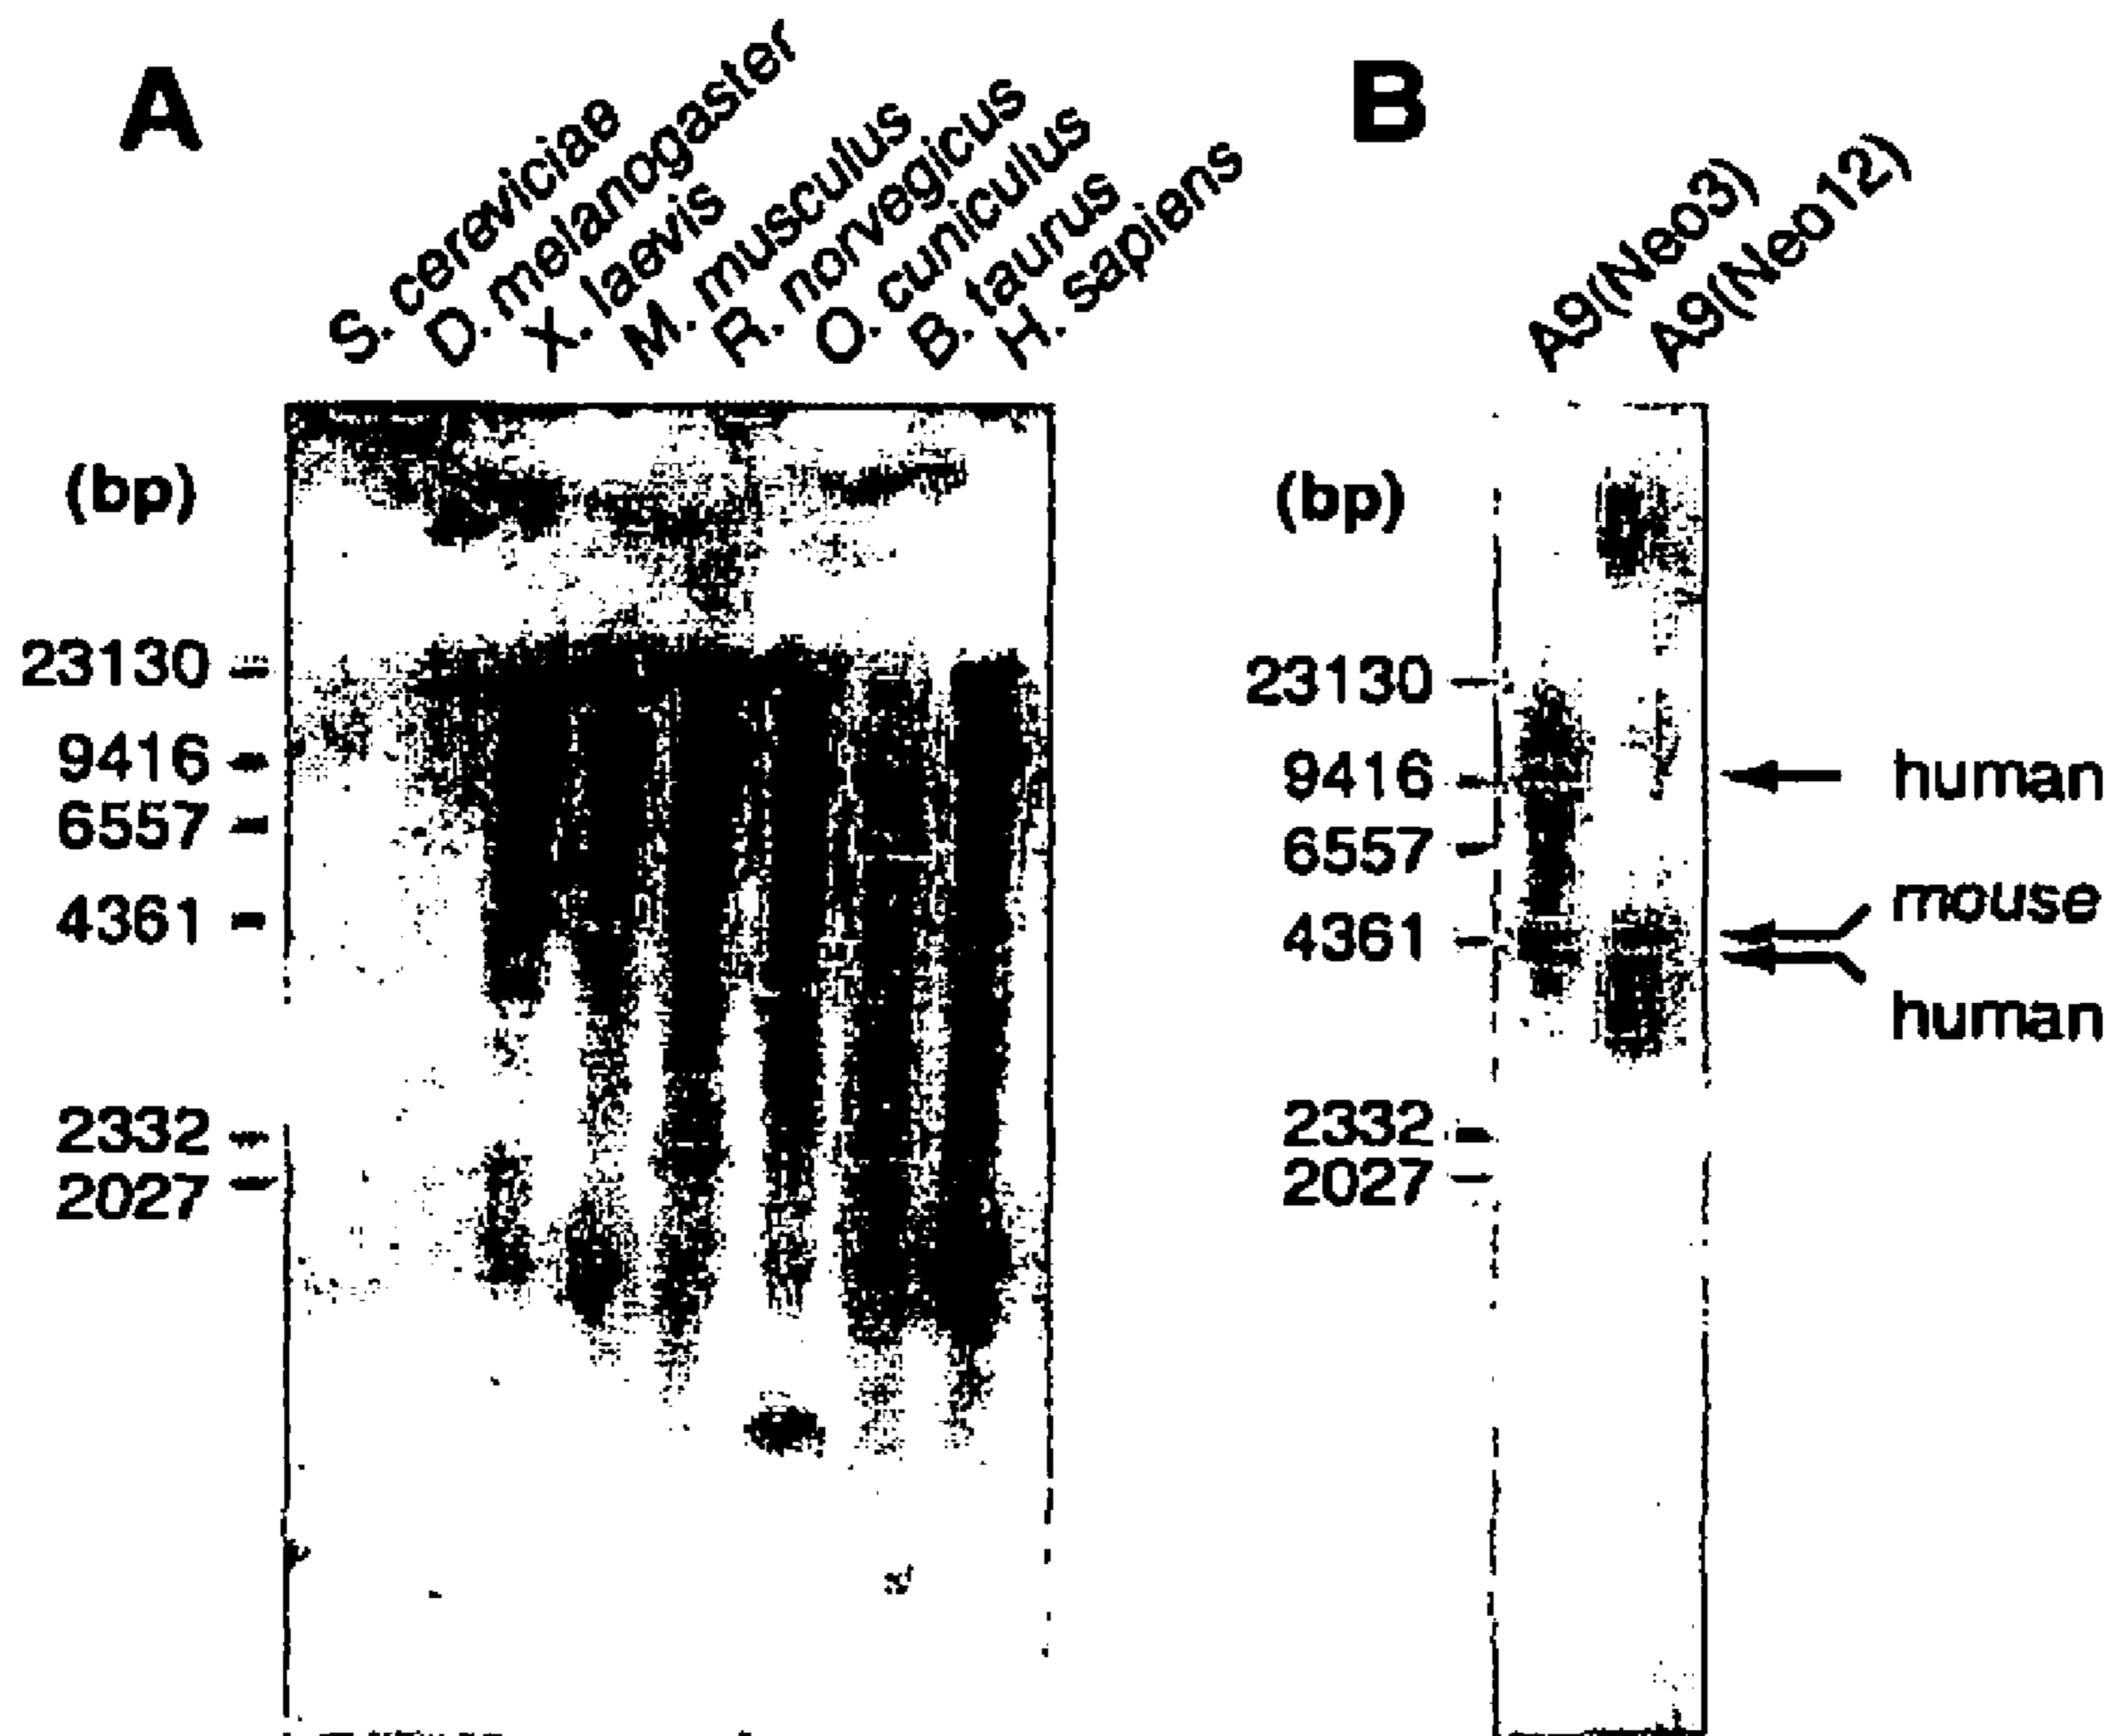 A
S. cereviciae
D. melanogaster
X. laevis
M. musculus
R. norvegicus
O. cuniculus
B. taurus
H. sapiens
(bp)
23130
9416
6557
4361
2332
2027
B
A9(Neo3)
A9(Neo12)
(bp)
23130
9416
6557
4361
2332
2027
human
mouse
human